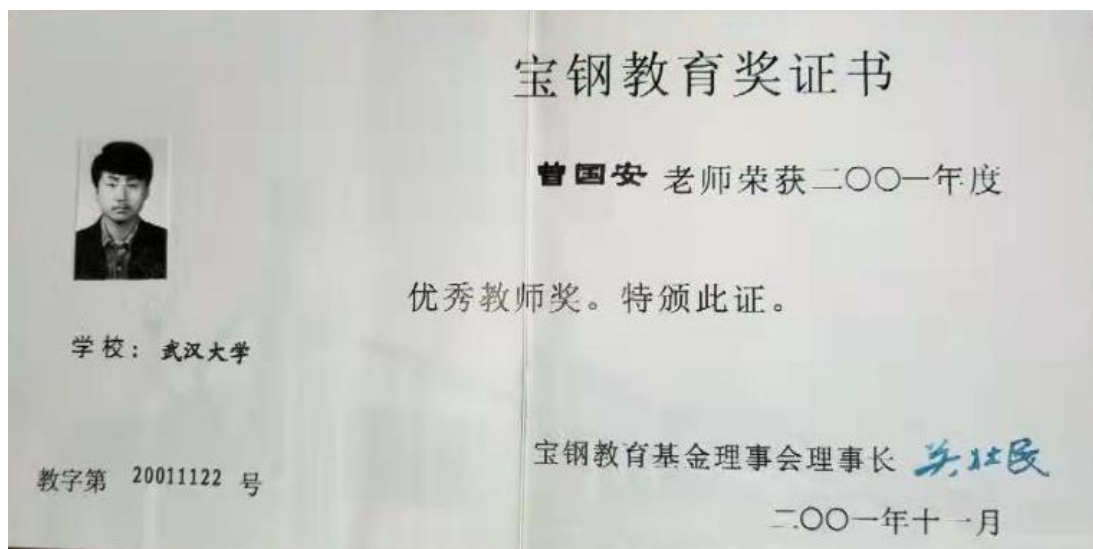 宝钢教育奖证书
曾国安 老师荣获二〇〇一年度
优秀教师奖。特颁此证。
学校：武汉大学
教字第 20011122 号
宝钢教育基金理事会理事长
二〇〇一年十一月